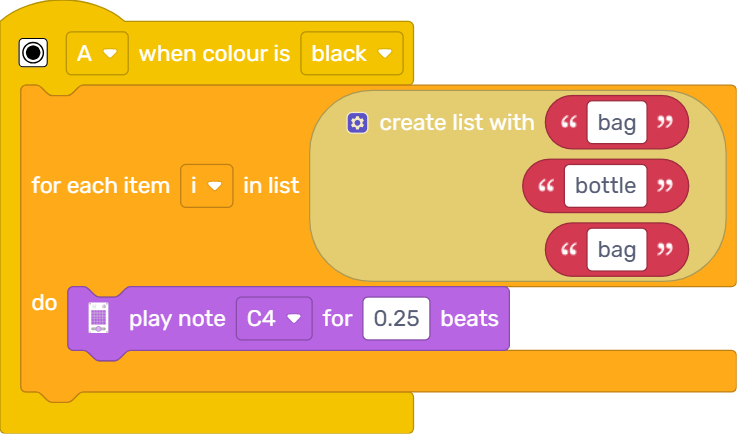 A when colour is black
create list with “ bag ”
for each item i in list “ bottle ”
“ bag ”
do
play note C4 for 0.25 beats